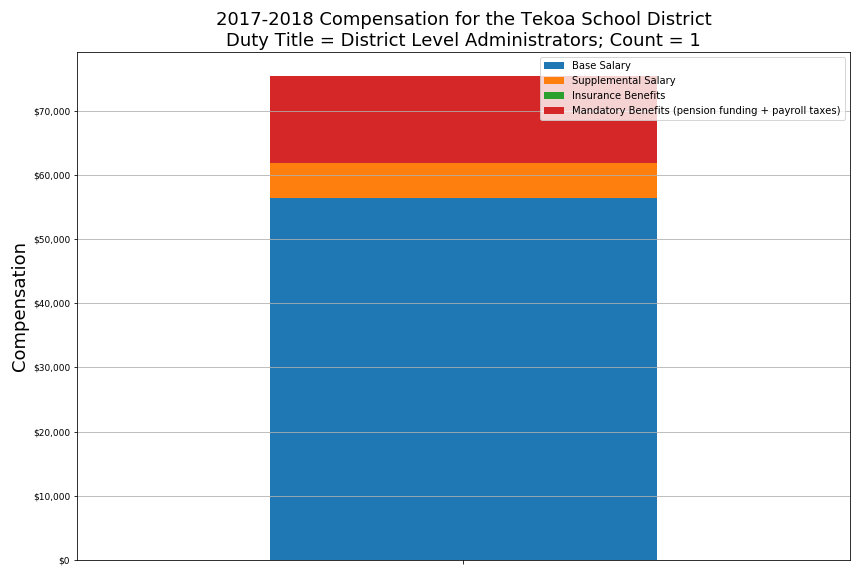 2017-2018 Compensation for the Tekoa School District
Duty Title = District Level Administrators; Count = 1
Base Salary
Supplemental Salary
Insurance Benefits
Mandatory Benefits (pension funding + payroll taxes)
Compensation
$70,000
$60,000
$50,000
$40,000
$30,000
$20,000
$10,000
$0